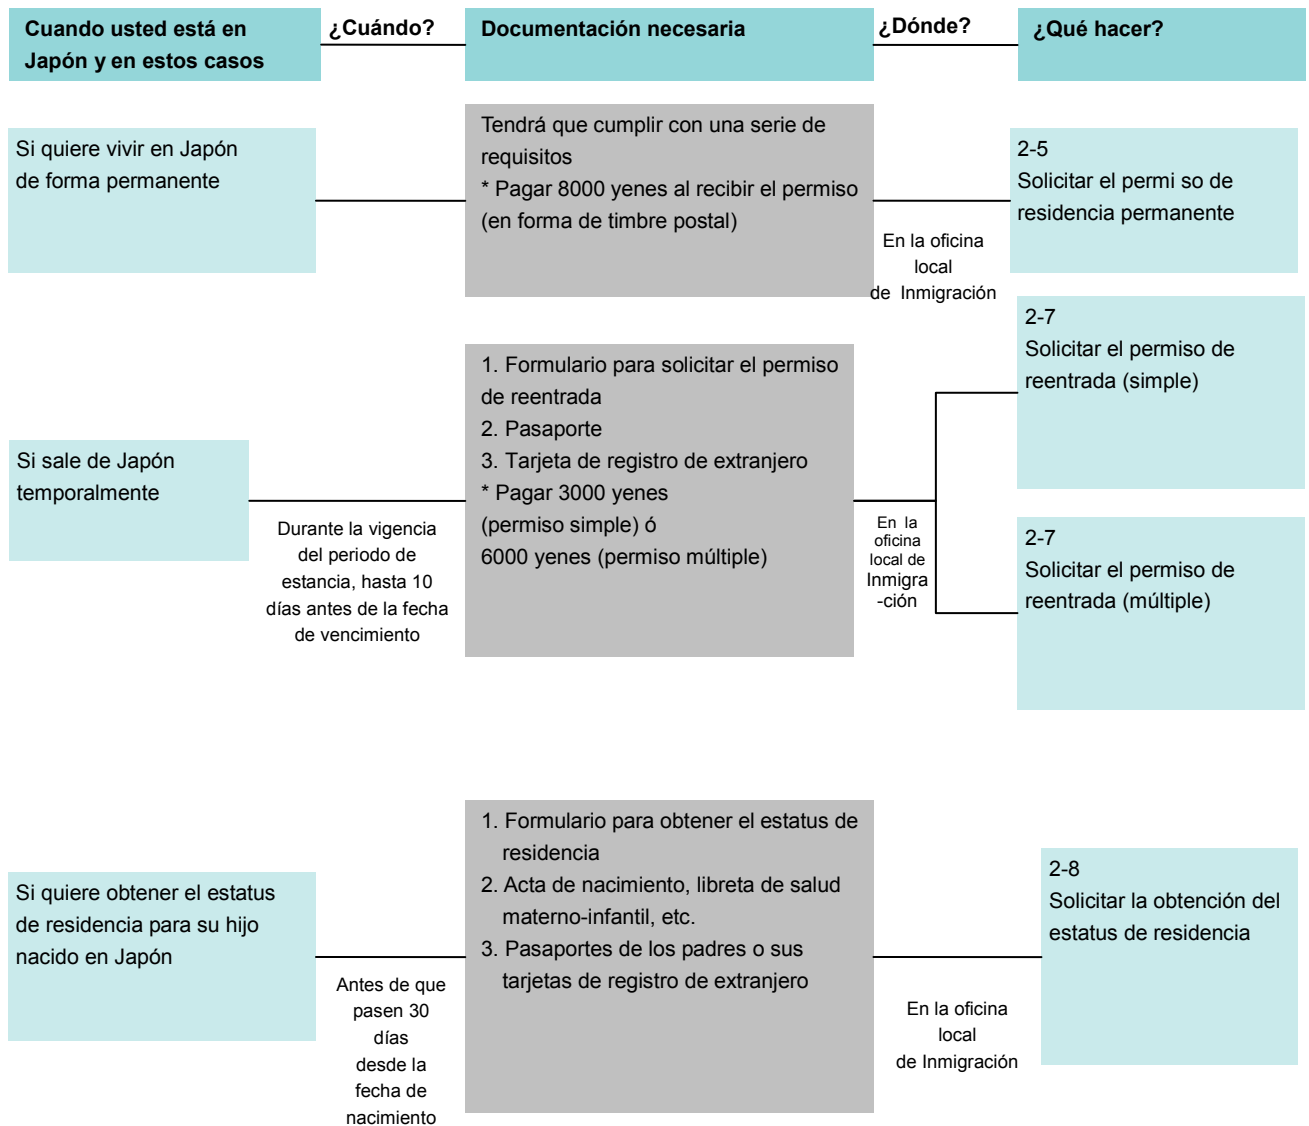 Cuando usted está en
Japón y en estos casos
¿Cuándo?
Documentación necesaria
¿Dónde?
¿Qué hacer?
Si quiere vivir en Japón
de forma permanente
Tendrá que cumplir con una serie de
requisitos
* Pagar 8000 yenes al recibir el permiso
(en forma de timbre postal)
En la oficina
local
de Inmigración
2-5
Solicitar el permi so de
residencia permanente
Si sale de Japón
temporalmente
Durante la vigencia
del periodo de
estancia, hasta 10
días antes de la fecha
de vencimiento
1. Formulario para solicitar el permiso
de reentrada
2. Pasaporte
3. Tarjeta de registro de extranjero
* Pagar 3000 yenes
(permiso simple) ó
6000 yenes (permiso múltiple)
En la
oficina
local de
Inmigra
-ción
2-7
Solicitar el permiso de
reentrada (simple)
2-7
Solicitar el permiso de
reentrada (múltiple)
Si quiere obtener el estatus
de residencia para su hijo
nacido en Japón
Antes de que
pasen 30
días
desde la
fecha de
nacimiento
1. Formulario para obtener el estatus de
residencia
2. Acta de nacimiento, libreta de salud
materno-infantil, etc.
3. Pasaportes de los padres o sus
tarjetas de registro de extranjero
En la oficina
local
de Inmigración
2-8
Solicitar la obtención del
estatus de residencia